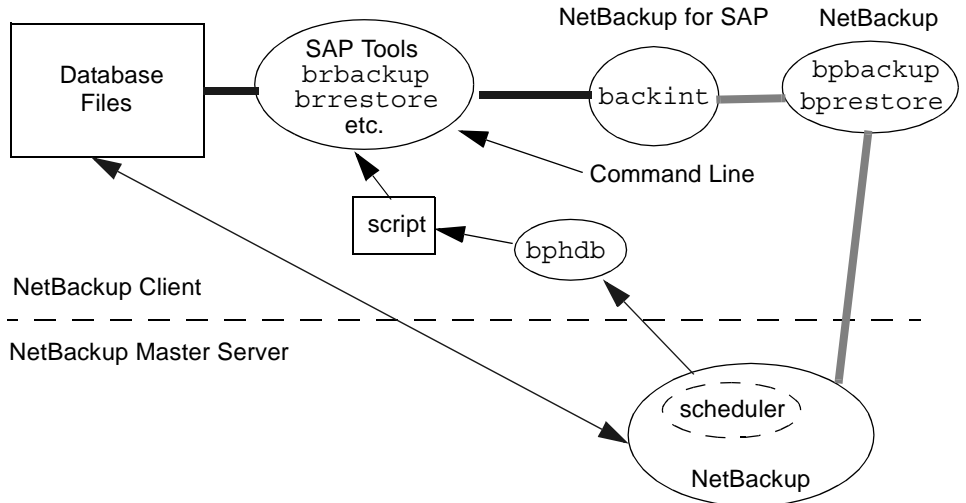 NetBackup for SAP
NetBackup
Database
Files
SAP Tools
brbackup
brrestore
etc.
backint
bpbackup
bprestore
Command Line
script
bphdb
NetBackup Client
NetBackup Master Server
scheduler
NetBackup